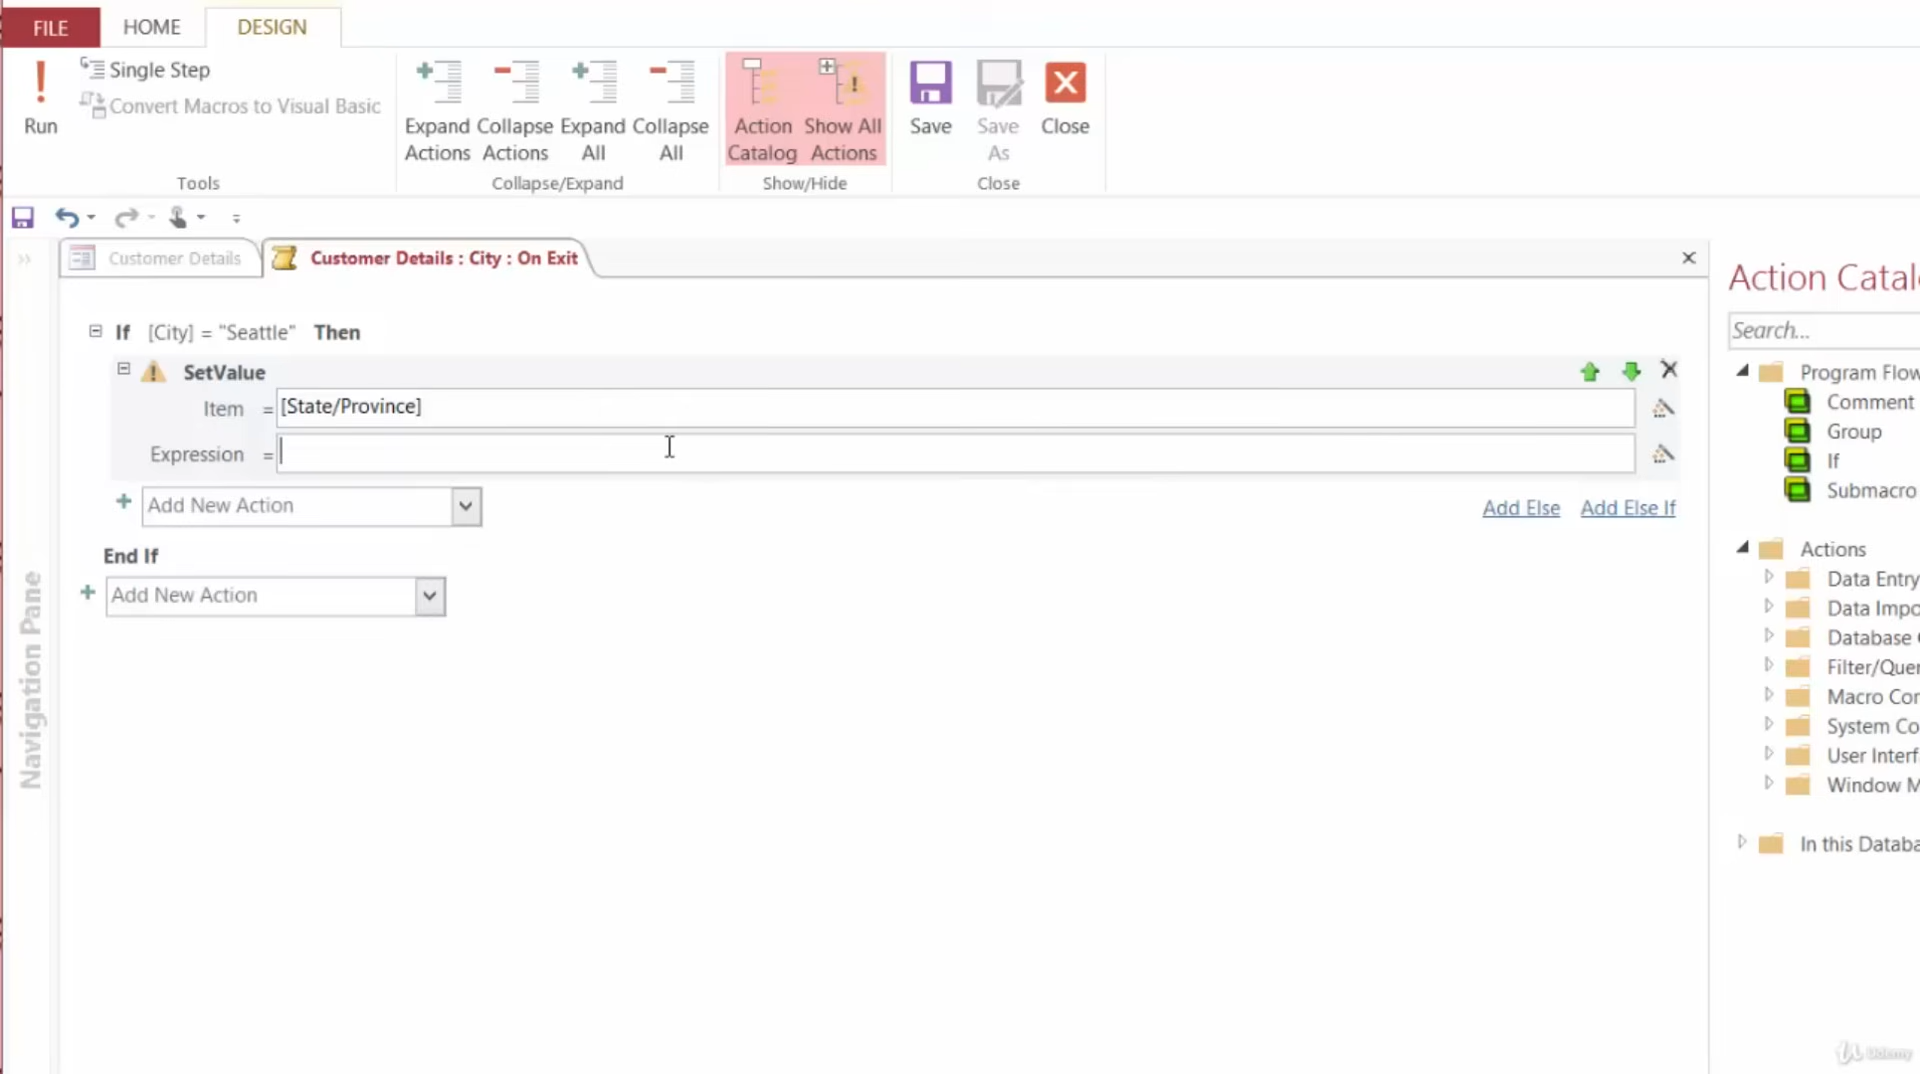 FILE HOME DESIGN
Run
Single Step
Convert Macros to Visual Basic
Tools
Expand Actions
Collapse Actions
Expand All
Collapse All
Collapse/Expand
Action Catalog
Show All Actions
Show/Hide
Save
Save As
Close
Close
Customer Details
Customer Details : City : On Exit
Navigation Pane
If [City] = "Seattle" Then
SetValue
Item = [State/Province]
Expression =
Add New Action
Add Else Add Else If
End If
Add New Action
Action Catal
Search...
Program Flow
Comment
Group
If
Submacro
Actions
Data Entry
Data Impo
Database
Filter/Quer
Macro Cor
System Co
User Interf
Window M
In this Databa
Udemy